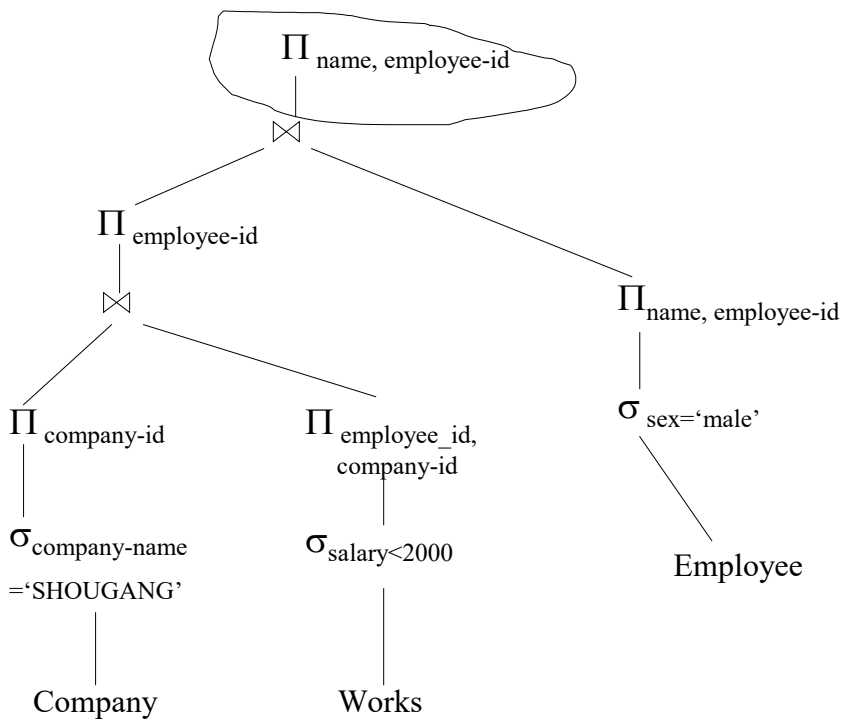 Π name, employee-id
⋈
Π employee-id
⋈
Π name, employee-id
Π company-id
Π employee_id,
company-id
σ sex=‘male’
σ company-name
=‘SHOUGANG’
σ salary<2000
Employee
Company
Works